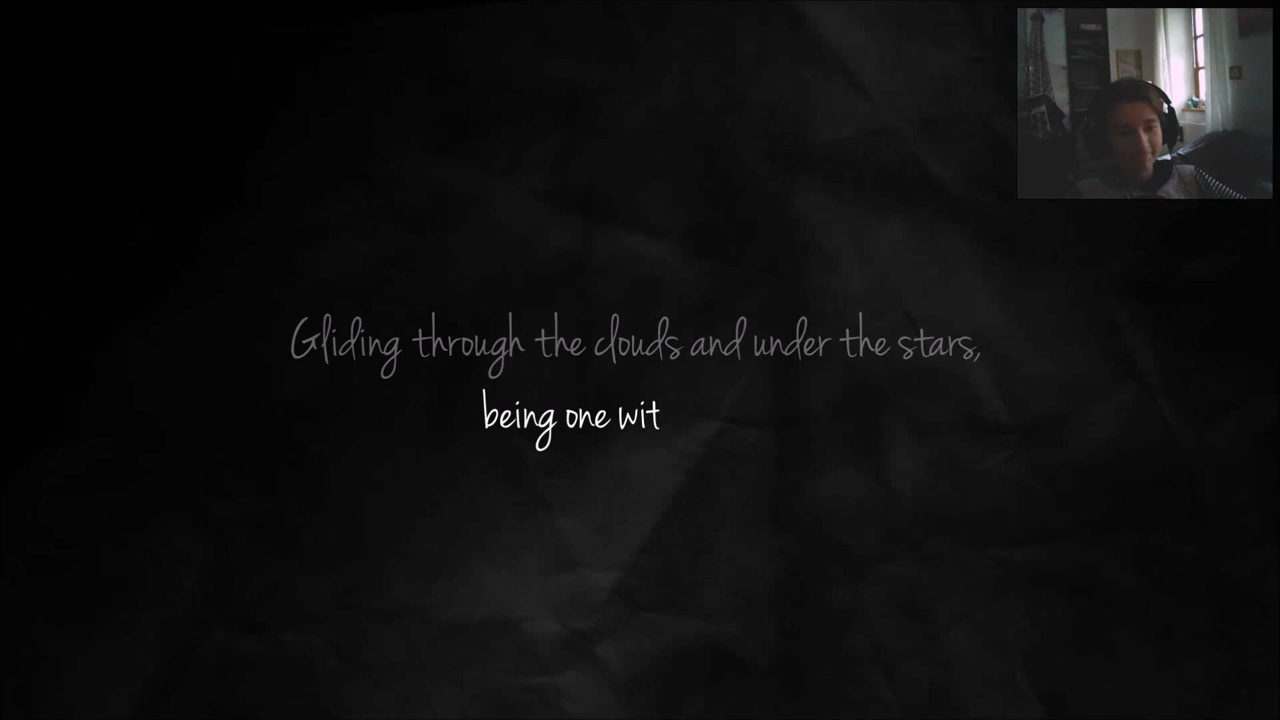 Gliding through the clouds and under the stars,
being one wit